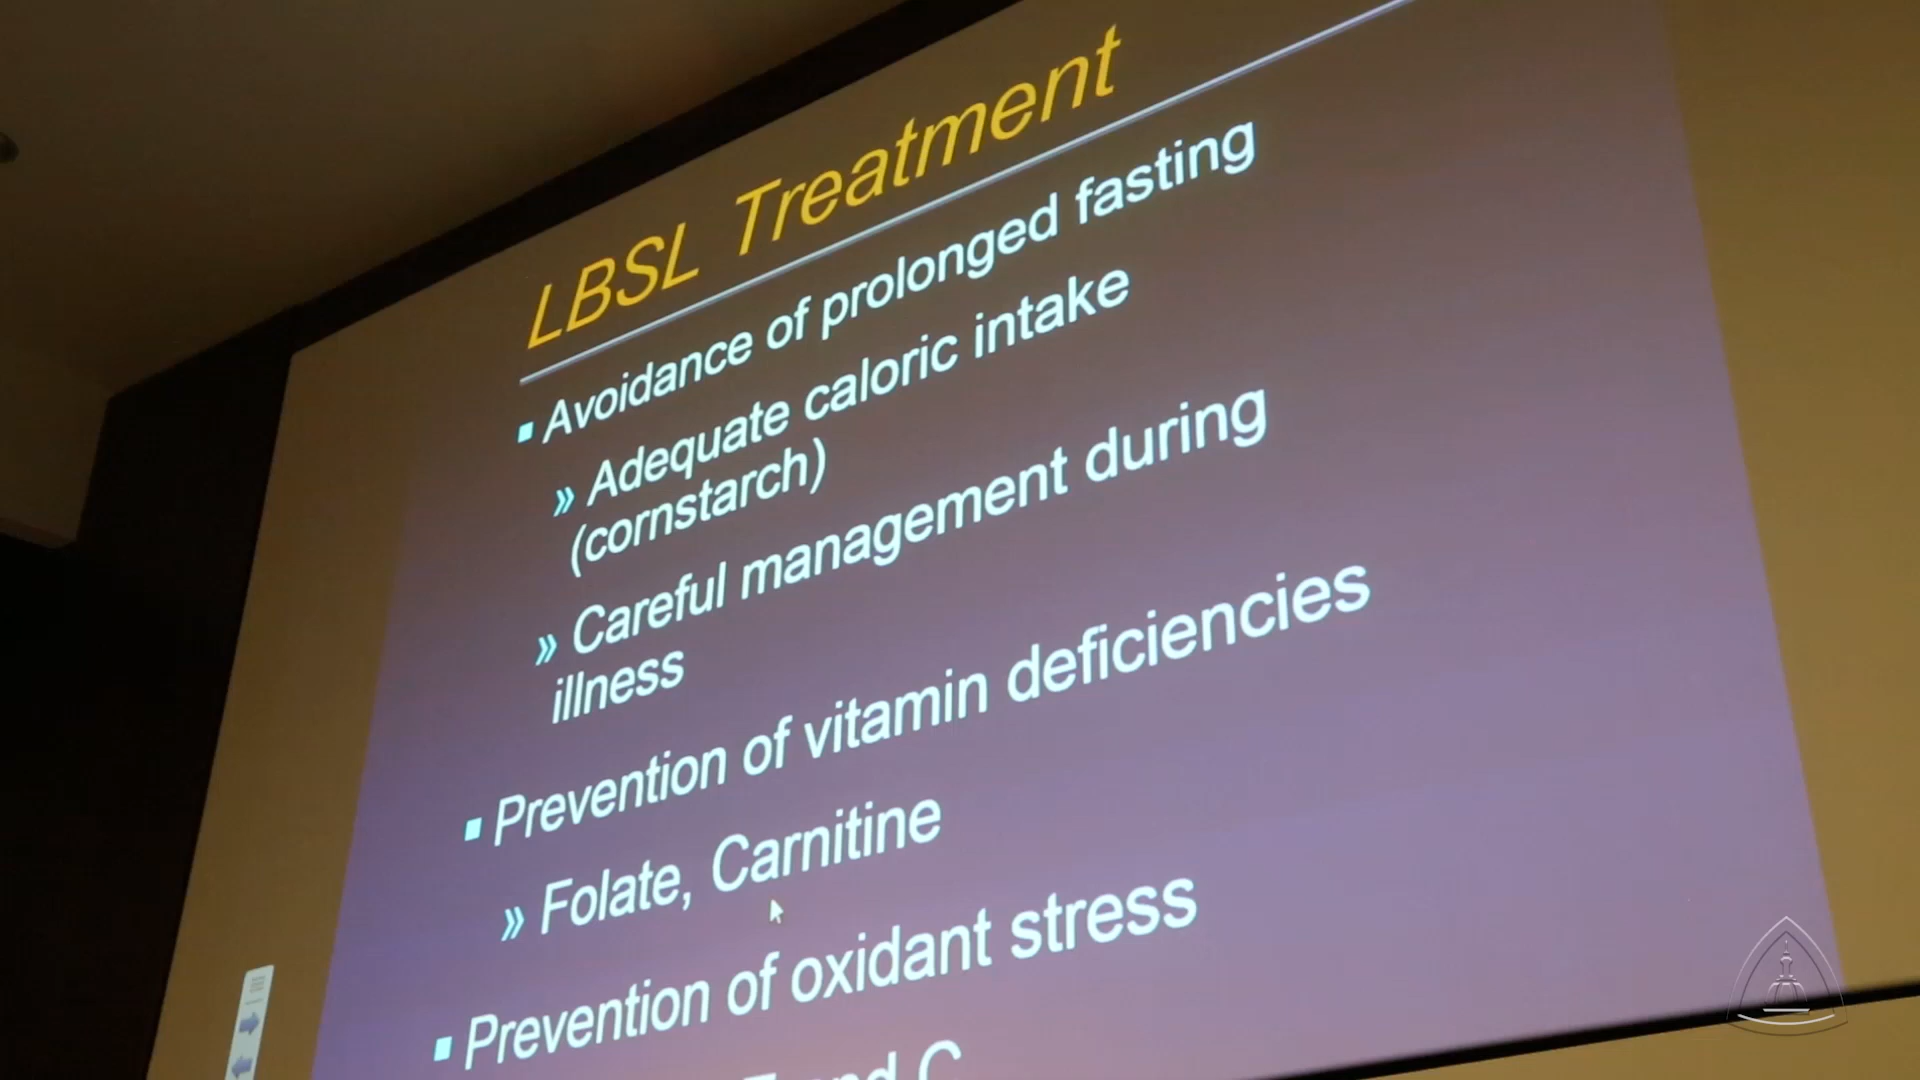 LBSL Treatment
▪ Avoidance of prolonged fasting
» Adequate caloric intake
(cornstarch)
» Careful management during
illness
▪ Prevention of vitamin deficiencies
» Folate, Carnitine
▪ Prevention of oxidant stress
and C